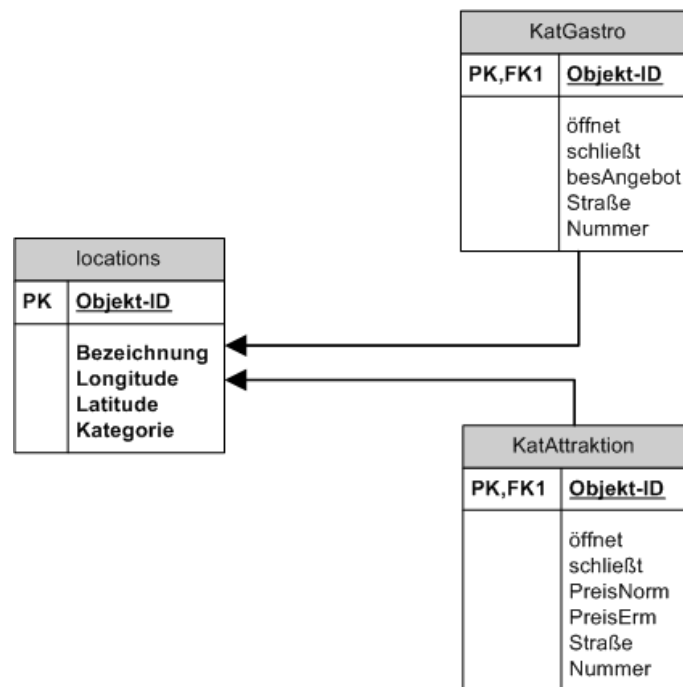 KatGastro
PK,FK1 Objekt-ID
öffnet
schließt
besAngebot
Straße
Nummer
locations
PK Objekt-ID
Bezeichnung
Longitude
Latitude
Kategorie
KatAttraktion
PK,FK1 Objekt-ID
öffnet
schließt
PreisNorm
PreisErm
Straße
Nummer